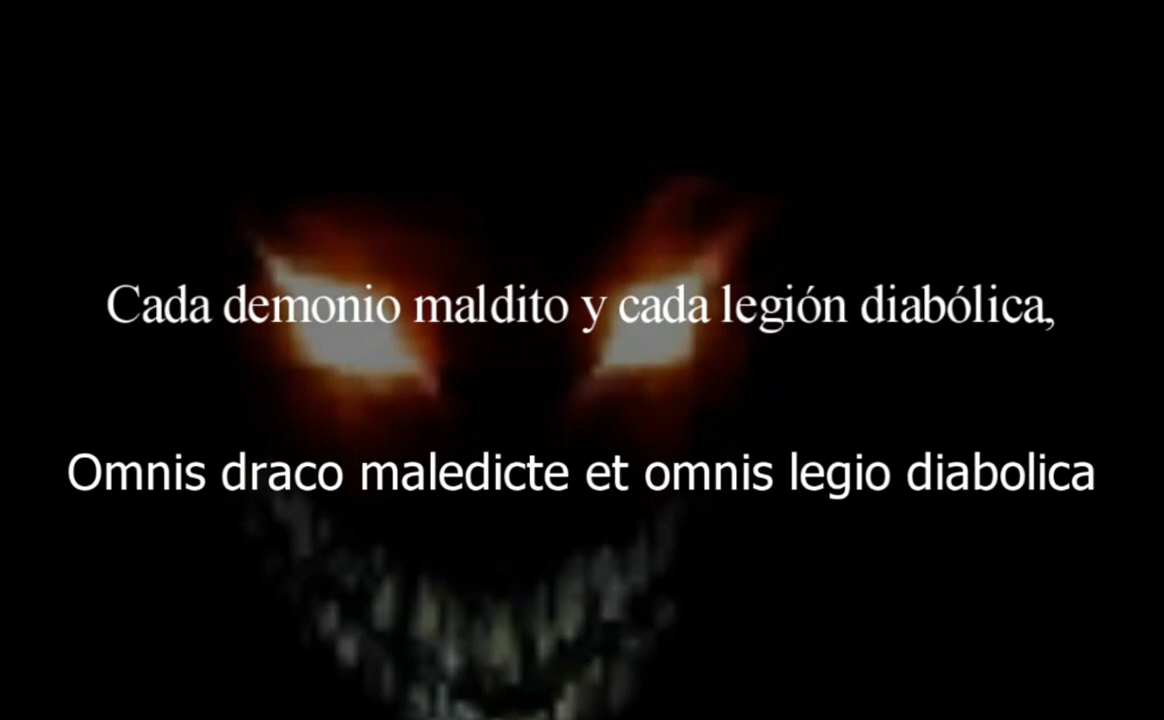 Cada demonio maldito y cada legión diabólica,
Omnis draco maledicte et omnis legio diabolica